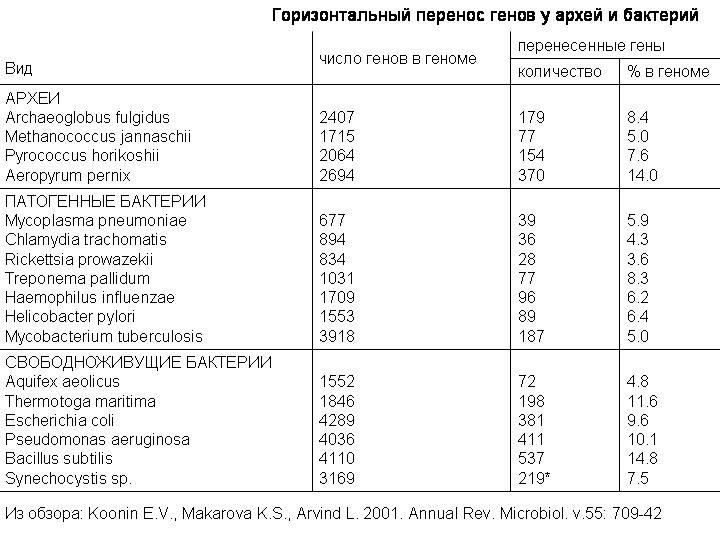 Горизонтальный перенос генов у архей и бактерий
Вид число генов в геноме перенесенные гены
количество % в геноме
АРХЕИ
Archaeoglobus fulgidus 2407 179 8.4
Methanococcus jannaschii 1715 77 5.0
Pyrococcus horikoshii 2064 154 7.6
Aeropyrum pernix 2694 370 14.0
ПАТОГЕННЫЕ БАКТЕРИИ
Mycoplasma pneumoniae 677 39 5.9
Chlamydia trachomatis 894 36 4.3
Rickettsia prowazekii 834 28 3.6
Treponema pallidum 1031 77 8.3
Haemophilus influenzae 1709 96 6.2
Helicobacter pylori 1553 89 6.4
Mycobacterium tuberculosis 3918 187 5.0
СВОБОДНОЖИВУЩИЕ БАКТЕРИИ
Aquifex aeolicus 1552 72 4.8
Thermotoga maritima 1846 198 11.6
Escherichia coli 4289 381 9.6
Pseudomonas aeruginosa 4036 411 10.1
Bacillus subtilis 4110 537 14.8
Synechocystis sp. 3169 219* 7.5
Из обзора: Koonin E.V., Makarova K.S., Arvind L. 2001. Annual Rev. Microbiol. v.55: 709-42